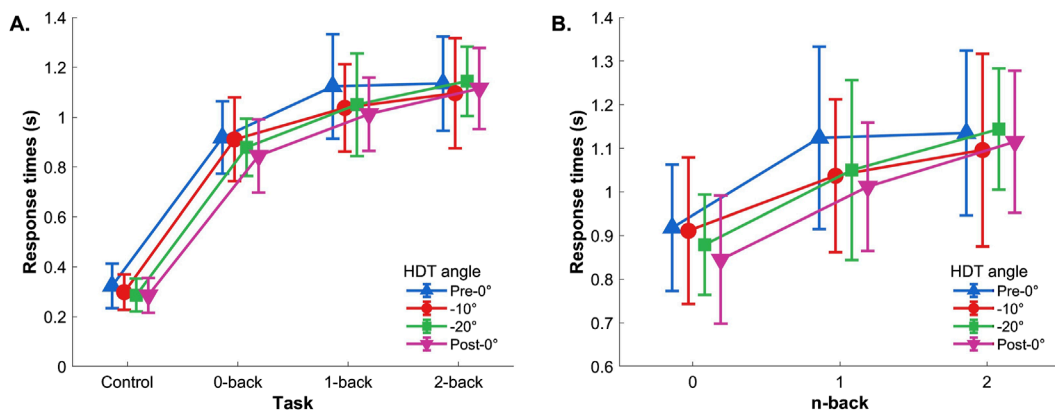 A.
Response times (s)
1.4
1.2
1
0.8
0.6
0.4
0.2
0
Control
0-back
1-back
2-back
Task
HDT angle
Pre-0°
-10°
-20°
Post-0°
B.
Response times (s)
1.4
1.3
1.2
1.1
1
0.9
0.8
0.7
0.6
0
1
2
n-back
HDT angle
Pre-0°
-10°
-20°
Post-0°